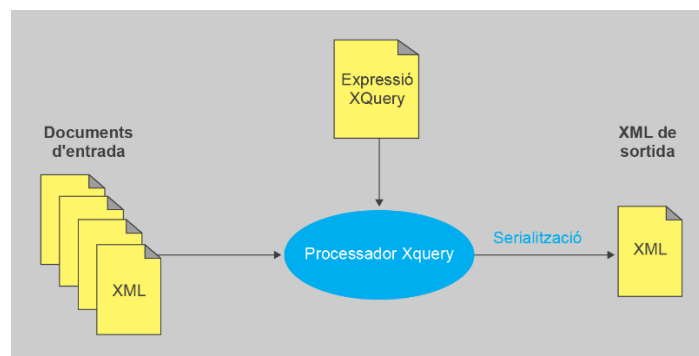 Expressió
XQuery
Documents
d'entrada
XML de
sortida
XML
Processador Xquery
Serialització
XML